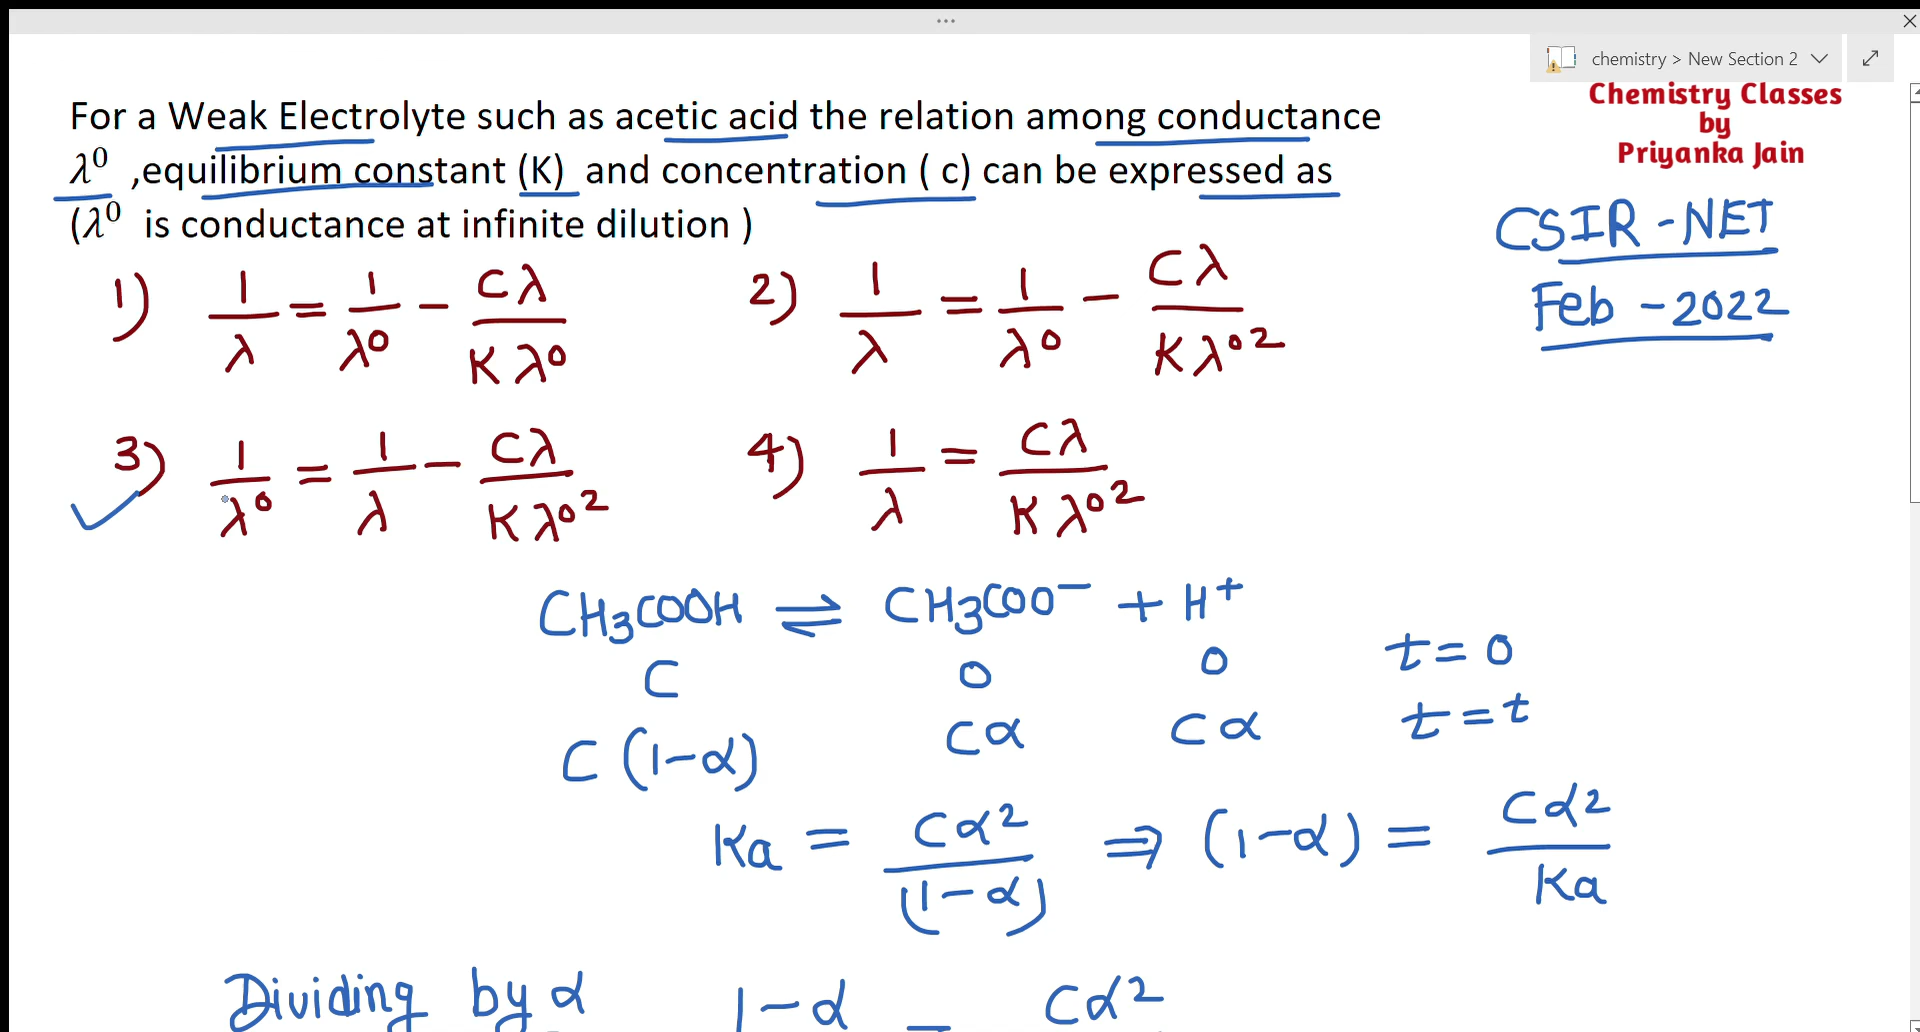 chemistry > New Section 2
Chemistry Classes
by
Priyanka Jain
For a Weak Electrolyte such as acetic acid the relation among conductance
λ⁰ ,equilibrium constant (K) and concentration ( c) can be expressed as
(λ⁰ is conductance at infinite dilution )
CSIR-NET
Feb -2022
1) 1/λ = 1/λ⁰ - Cλ/Kλ⁰
2) 1/λ = 1/λ⁰ - Cλ/Kλ⁰²
3) 1/λ⁰ = 1/λ - Cλ/Kλ⁰²
4) 1/λ = Cλ/Kλ⁰²
CH3COOH ⇌ CH3COO⁻ + H⁺
C 0 0 t=0
C(1-α) Cα Cα t=t
Ka = Cα²/(1-α) ⇒ (1-α) = Cα²/Ka
Dividing by α 1-α = Cα²